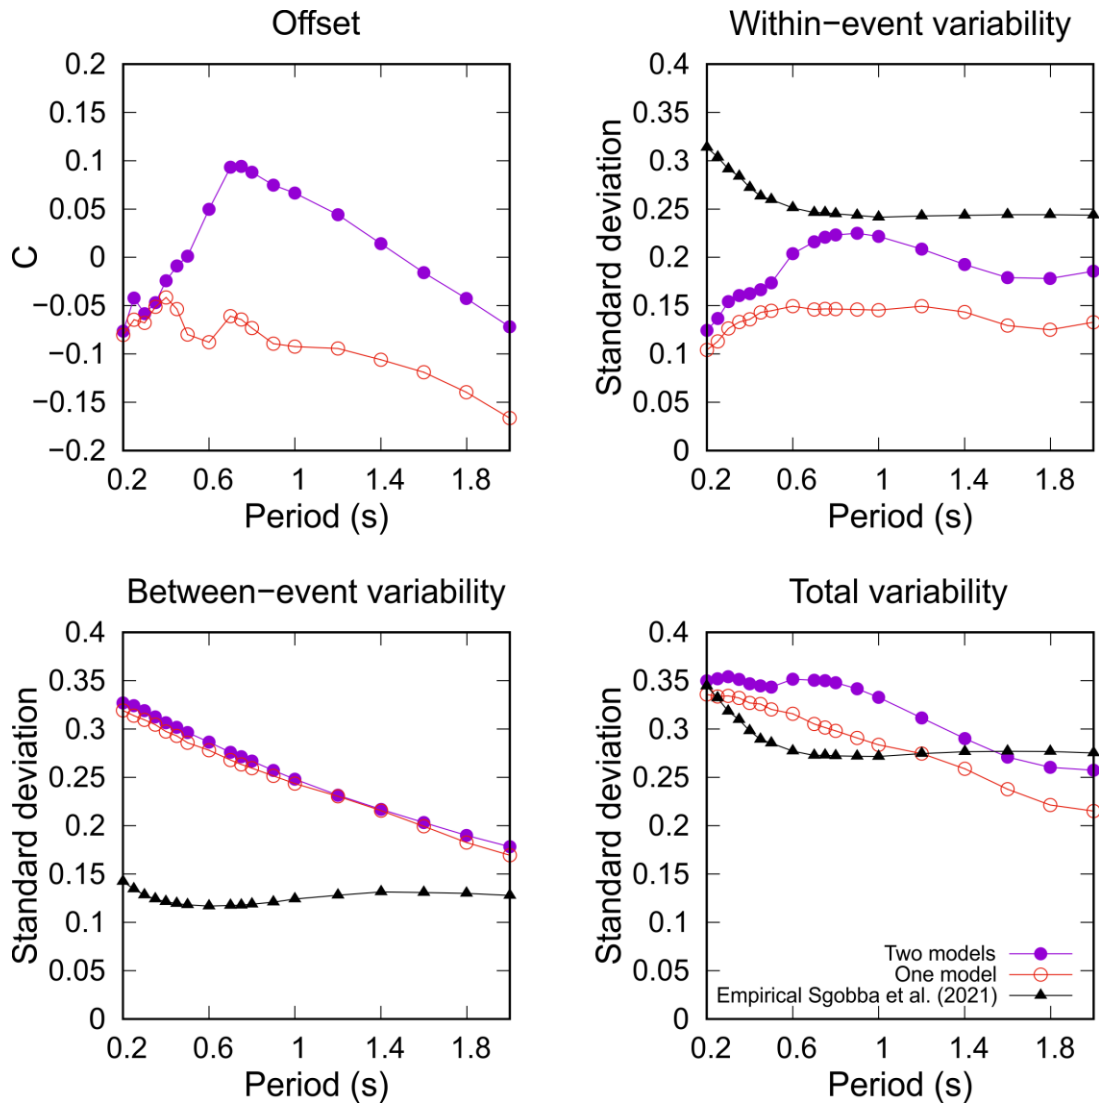 Offset
0.2
0.15
0.1
0.05
0
−0.05
−0.1
−0.15
−0.2
C
0.2 0.6 1 1.4 1.8
Period (s)
Within−event variability
0.4
0.35
0.3
0.25
0.2
0.15
0.1
0.05
0
Standard deviation
0.2 0.6 1 1.4 1.8
Period (s)
Between−event variability
0.4
0.35
0.3
0.25
0.2
0.15
0.1
0.05
0
Standard deviation
0.2 0.6 1 1.4 1.8
Period (s)
Total variability
0.4
0.35
0.3
0.25
0.2
0.15
0.1
0.05
0
Standard deviation
Two models
One model
Empirical Sgobba et al. (2021)
0.2 0.6 1 1.4 1.8
Period (s)